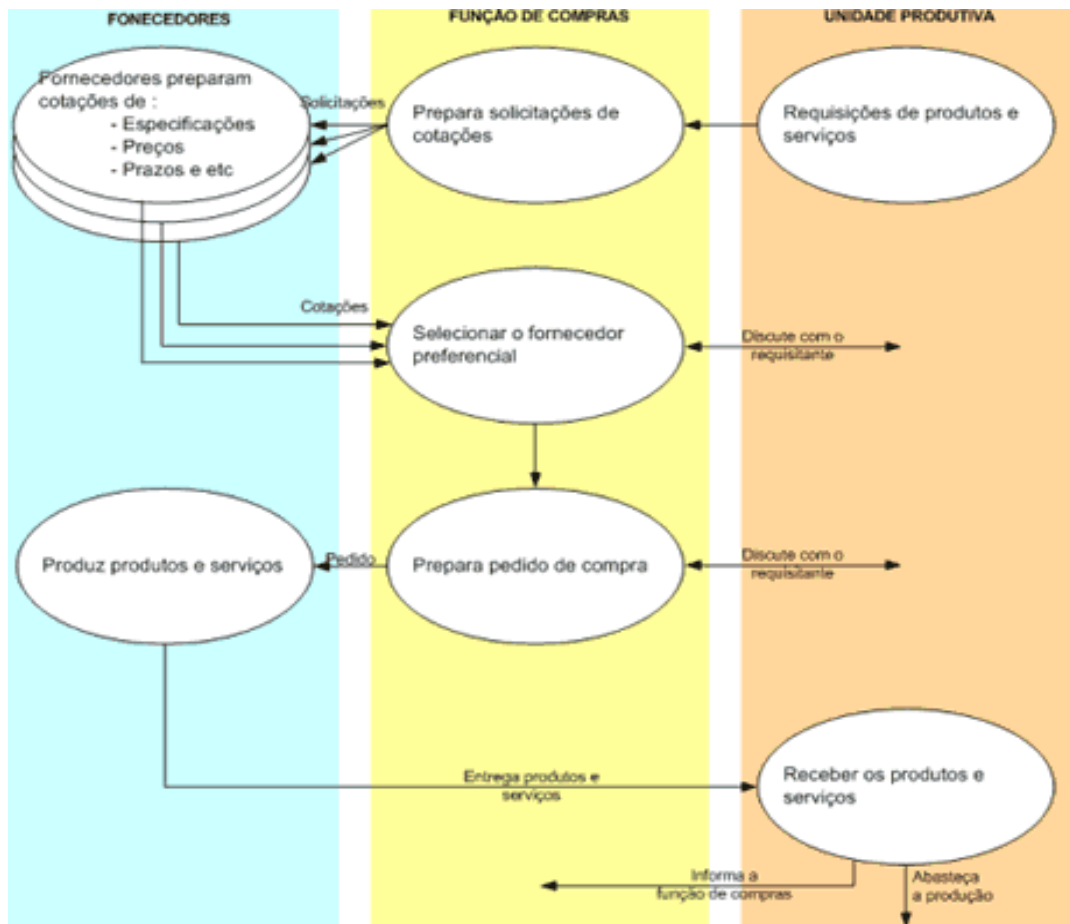 FONECEDORES
FUNÇÃO DE COMPRAS
UNIDADE PRODUTIVA
Fornecedores preparam
cotações de :
- Especificações
- Preços
- Prazos e etc
Solicitações
Prepara solicitações de
cotações
Requisições de produtos e
serviços
Cotações
Selecionar o fornecedor
preferencial
Discute com o
requisitante
Produz produtos e serviços
Pedido
Prepara pedido de compra
Discute com o
requisitante
Entrega produtos e
serviços
Receber os produtos e
serviços
Informa a
função de compras
Abasteça
a produção